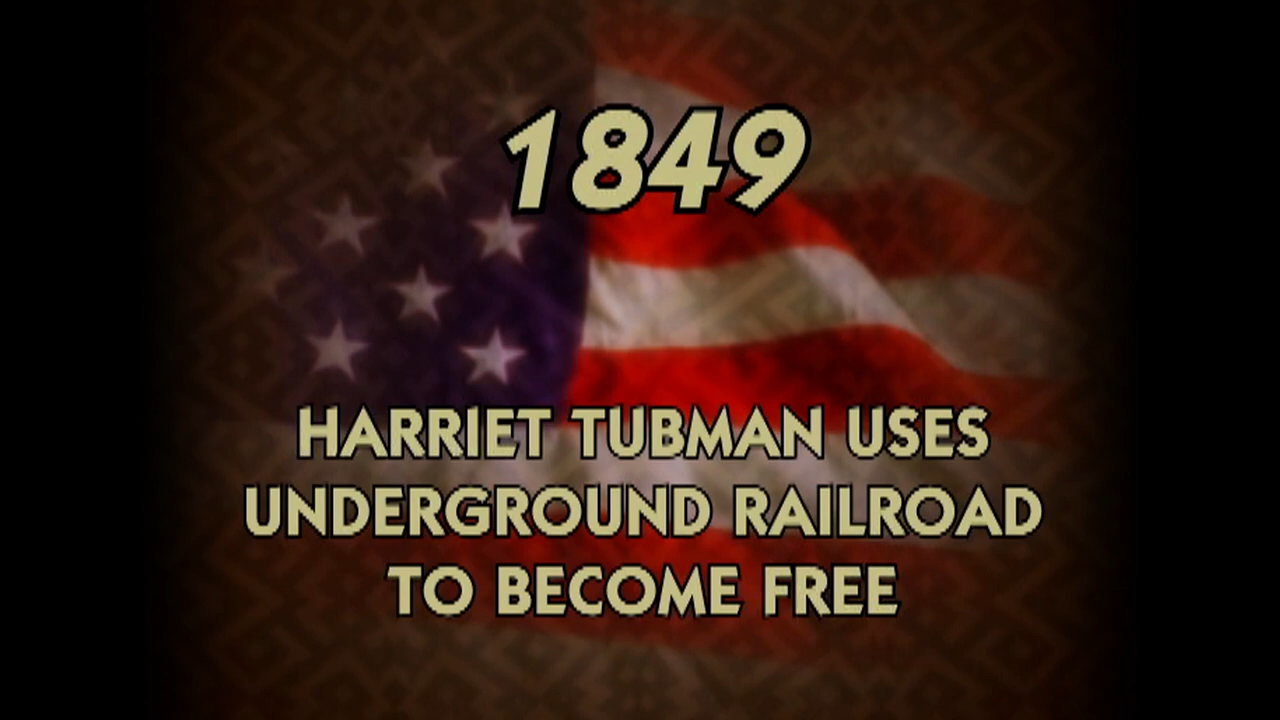 1849
HARRIET TUBMAN USES
UNDERGROUND RAILROAD
TO BECOME FREE